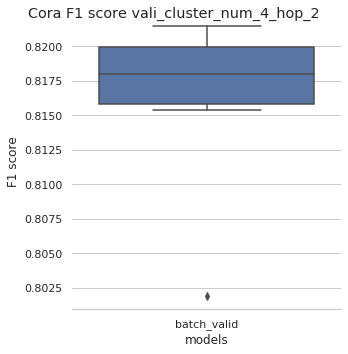 Cora F1 score vali_cluster_num_4_hop_2
0.8200
0.8175
0.8150
0.8125
0.8100
0.8075
0.8050
0.8025
F1 score
batch_valid
models